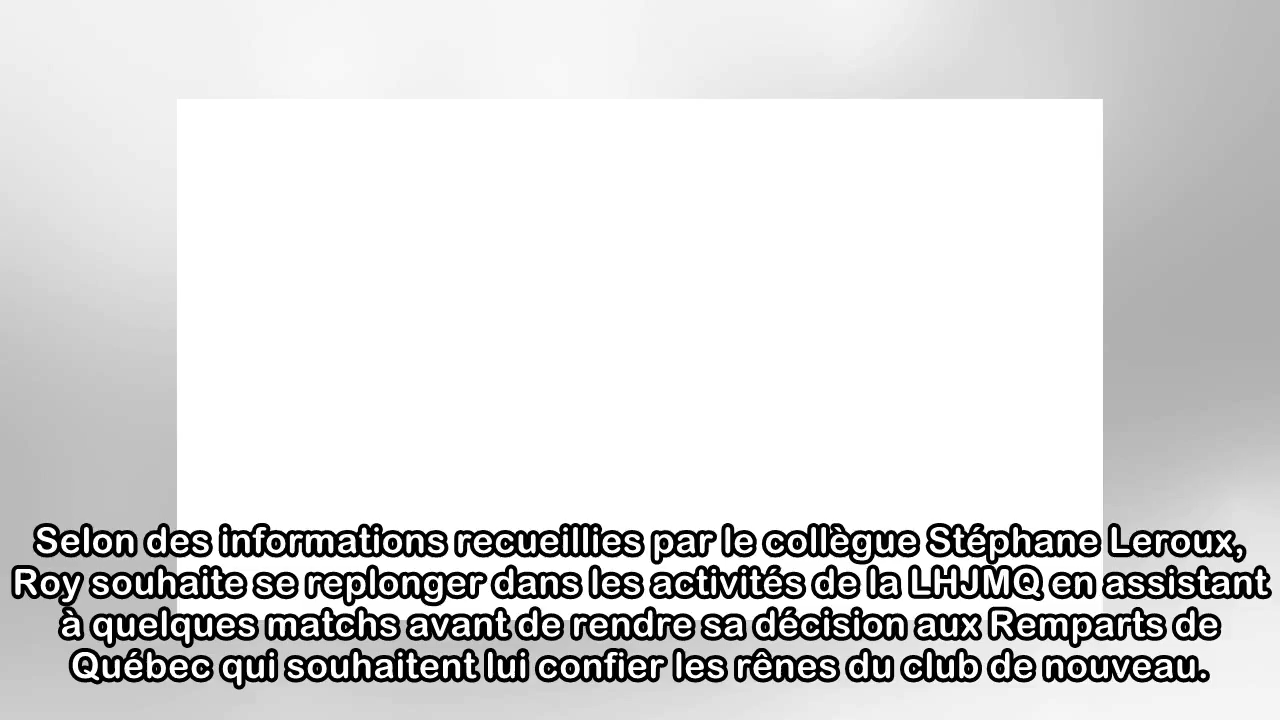 Selon des informations recueillies par le collègue Stéphane Leroux,
Roy souhaite se replonger dans les activités de la LHJMQ en assistant
à quelques matchs avant de rendre sa décision aux Remparts de
Québec qui souhaitent lui confier les rênes du club de nouveau.